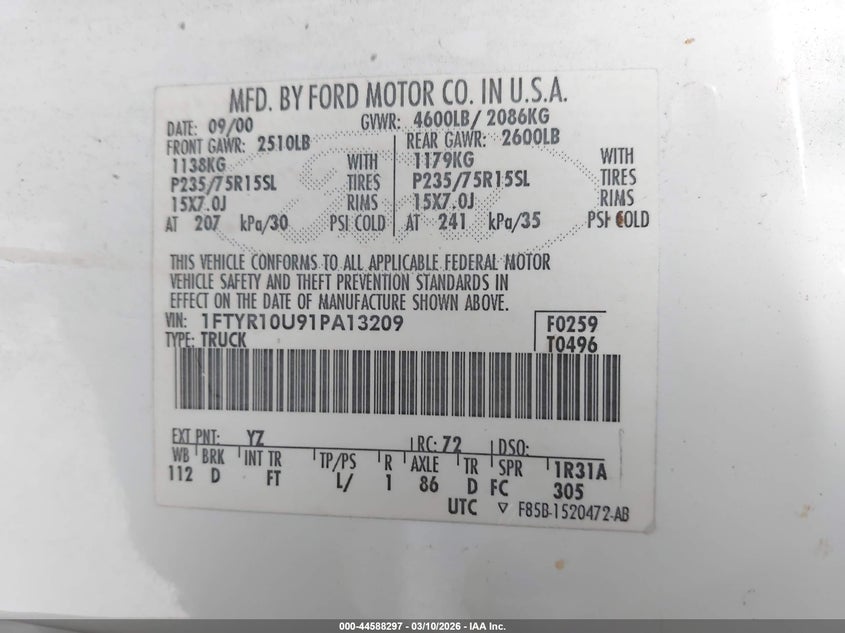 MFD. BY FORD MOTOR CO. IN U.S.A.
DATE: 09/00 GVWR: 4600LB/ 2086KG
FRONT GAWR: 2510LB REAR GAWR: 2600LB
1138KG WITH 1179KG WITH
P235/75R15SL TIRES P235/75R15SL TIRES
15X7.0J RIMS 15X7.0J RIMS
AT 207 kPa/30 PSI COLD AT 241 kPa/35 PSI COLD
THIS VEHICLE CONFORMS TO ALL APPLICABLE FEDERAL MOTOR
VEHICLE SAFETY AND THEFT PREVENTION STANDARDS IN
EFFECT ON THE DATE OF MANUFACTURE SHOWN ABOVE.
VIN: 1FTYR10U91PA13209 F0259
TYPE: TRUCK T0496
EXT PNT: YZ RC: 72 DSO:
WB BRK INT TR TP/PS R AXLE TR SPR 1R31A
112 D FT L/ 1 86 D FC 305
UTC ▽ F85B-1520472-AB
000-44588297 - 03/10/2026 - IAA Inc.